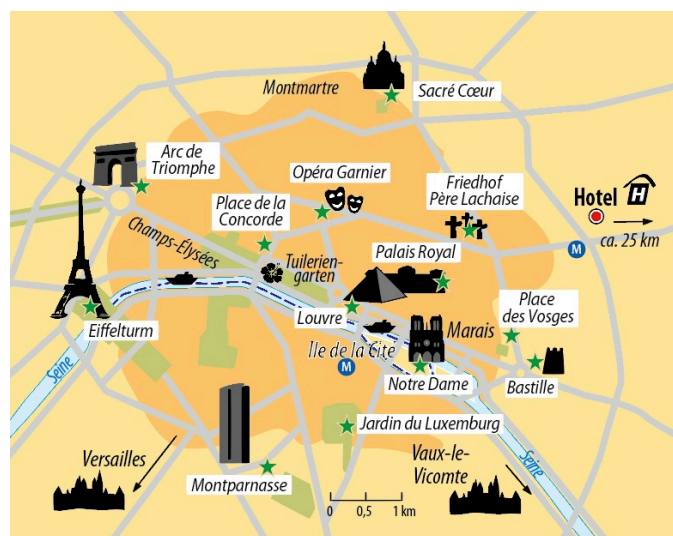 Montmartre
Sacré Cœur
Arc de
Triomphe
Opéra Garnier
Friedhof
Père Lachaise
Hotel H
ca. 25 km
M
Place de la
Concorde
Champs-Elysées
Tuilerien-
garten
Palais Royal
Louvre
Place
des Vosges
Marais
Eiffelturm
Seine
Ile de la Cité
M
Notre Dame
Bastille
Jardin du Luxemburg
Versailles
Montparnasse
Vaux-le-
Vicomte
Seine
0 0,5 1 km